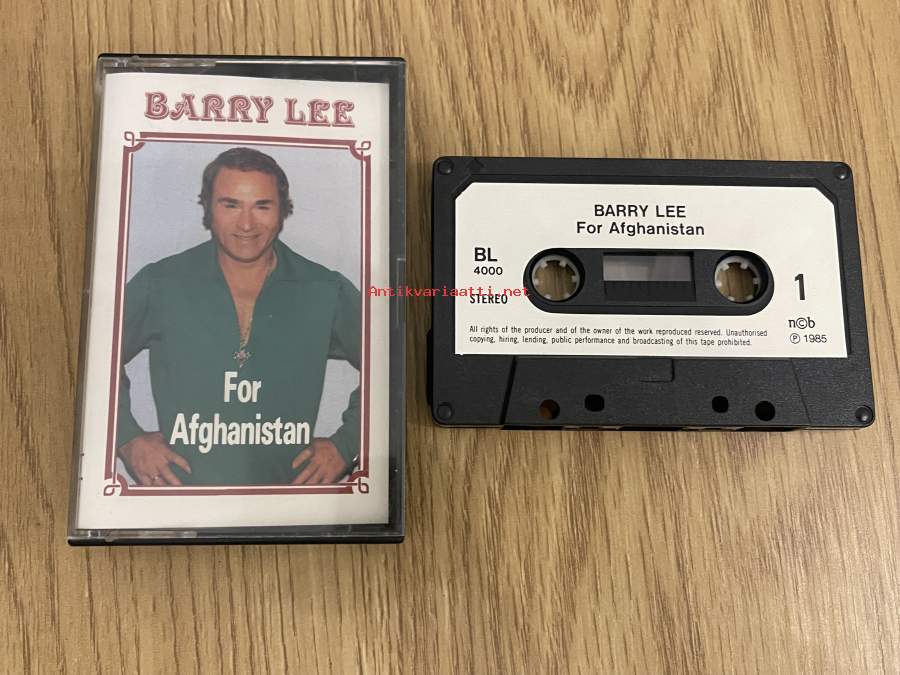 BARRY LEE
For
Afghanistan
BARRY LEE
For Afghanistan
BL
4000
STEREO
1
n©b
℗ 1985
All rights of the producer and of the owner of the work reproduced reserved. Unauthorised
copying, hiring, lending, public performance and broadcasting of this tape prohibited.
Antikvariaatti.net